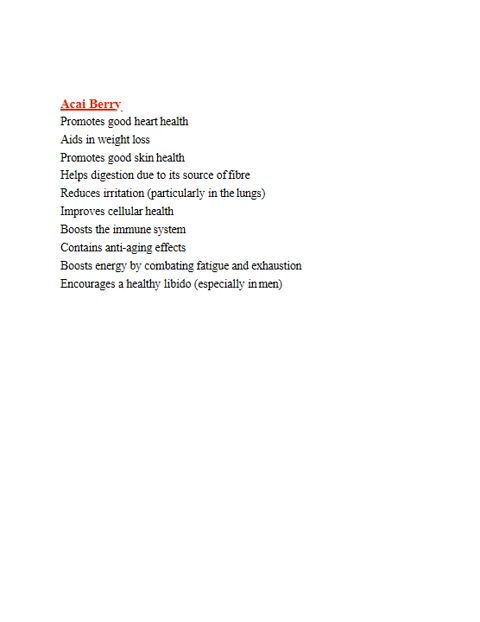 Acai Berry
Promotes good heart health
Aids in weight loss
Promotes good skin health
Helps digestion due to its source of fibre
Reduces irritation (particularly in the lungs)
Improves cellular health
Boosts the immune system
Contains anti-aging effects
Boosts energy by combating fatigue and exhaustion
Encourages a healthy libido (especially in men)